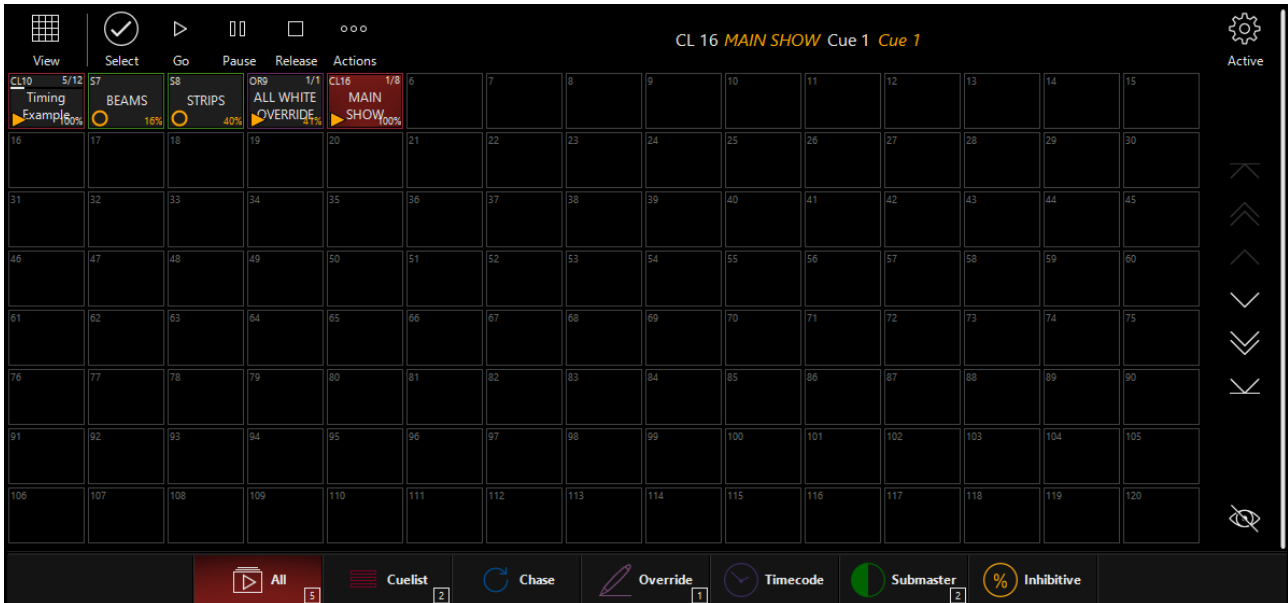 CL 16 MAIN SHOW Cue 1 Cue 1
View Select Go Pause Release Actions Active
CL10 5/12 S7 S8 OR9 1/1 CL16 1/8 6 7 8 9 10 11 12 13 14 15
Timing BEAMS STRIPS ALL WHITE MAIN
Example OVERRIDE SHOW
100% 16% 40% 41% 100%
16 17 18 19 20 21 22 23 24 25 26 27 28 29 30
31 32 33 34 35 36 37 38 39 40 41 42 43 44 45
46 47 48 49 50 51 52 53 54 55 56 57 58 59 60
61 62 63 64 65 66 67 68 69 70 71 72 73 74 75
76 77 78 79 80 81 82 83 84 85 86 87 88 89 90
91 92 93 94 95 96 97 98 99 100 101 102 103 104 105
106 107 108 109 110 111 112 113 114 115 116 117 118 119 120
All 5 Cuelist 2 Chase Override 1 Timecode Submaster 2 % Inhibitive